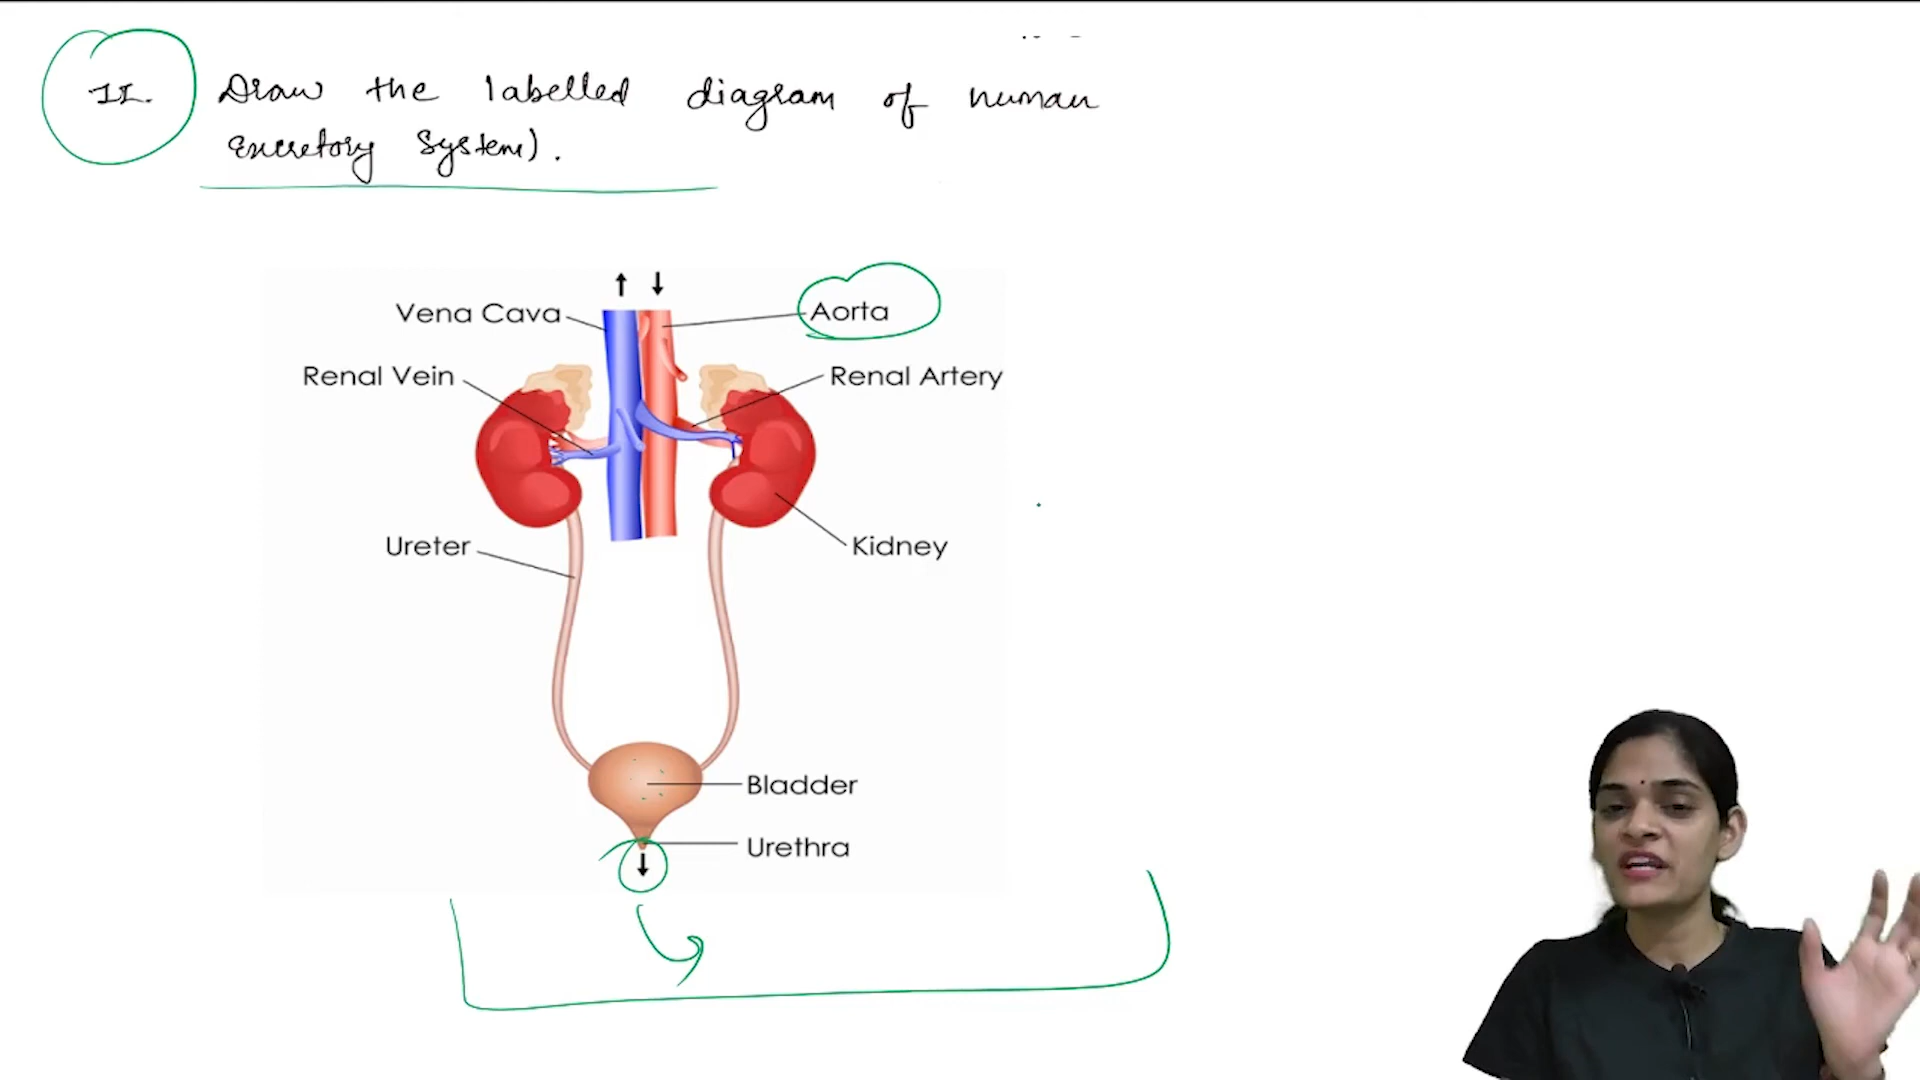 II. Draw the labelled diagram of human
Excretory System).
Vena Cava
Aorta
Renal Vein
Renal Artery
Ureter
Kidney
Bladder
Urethra